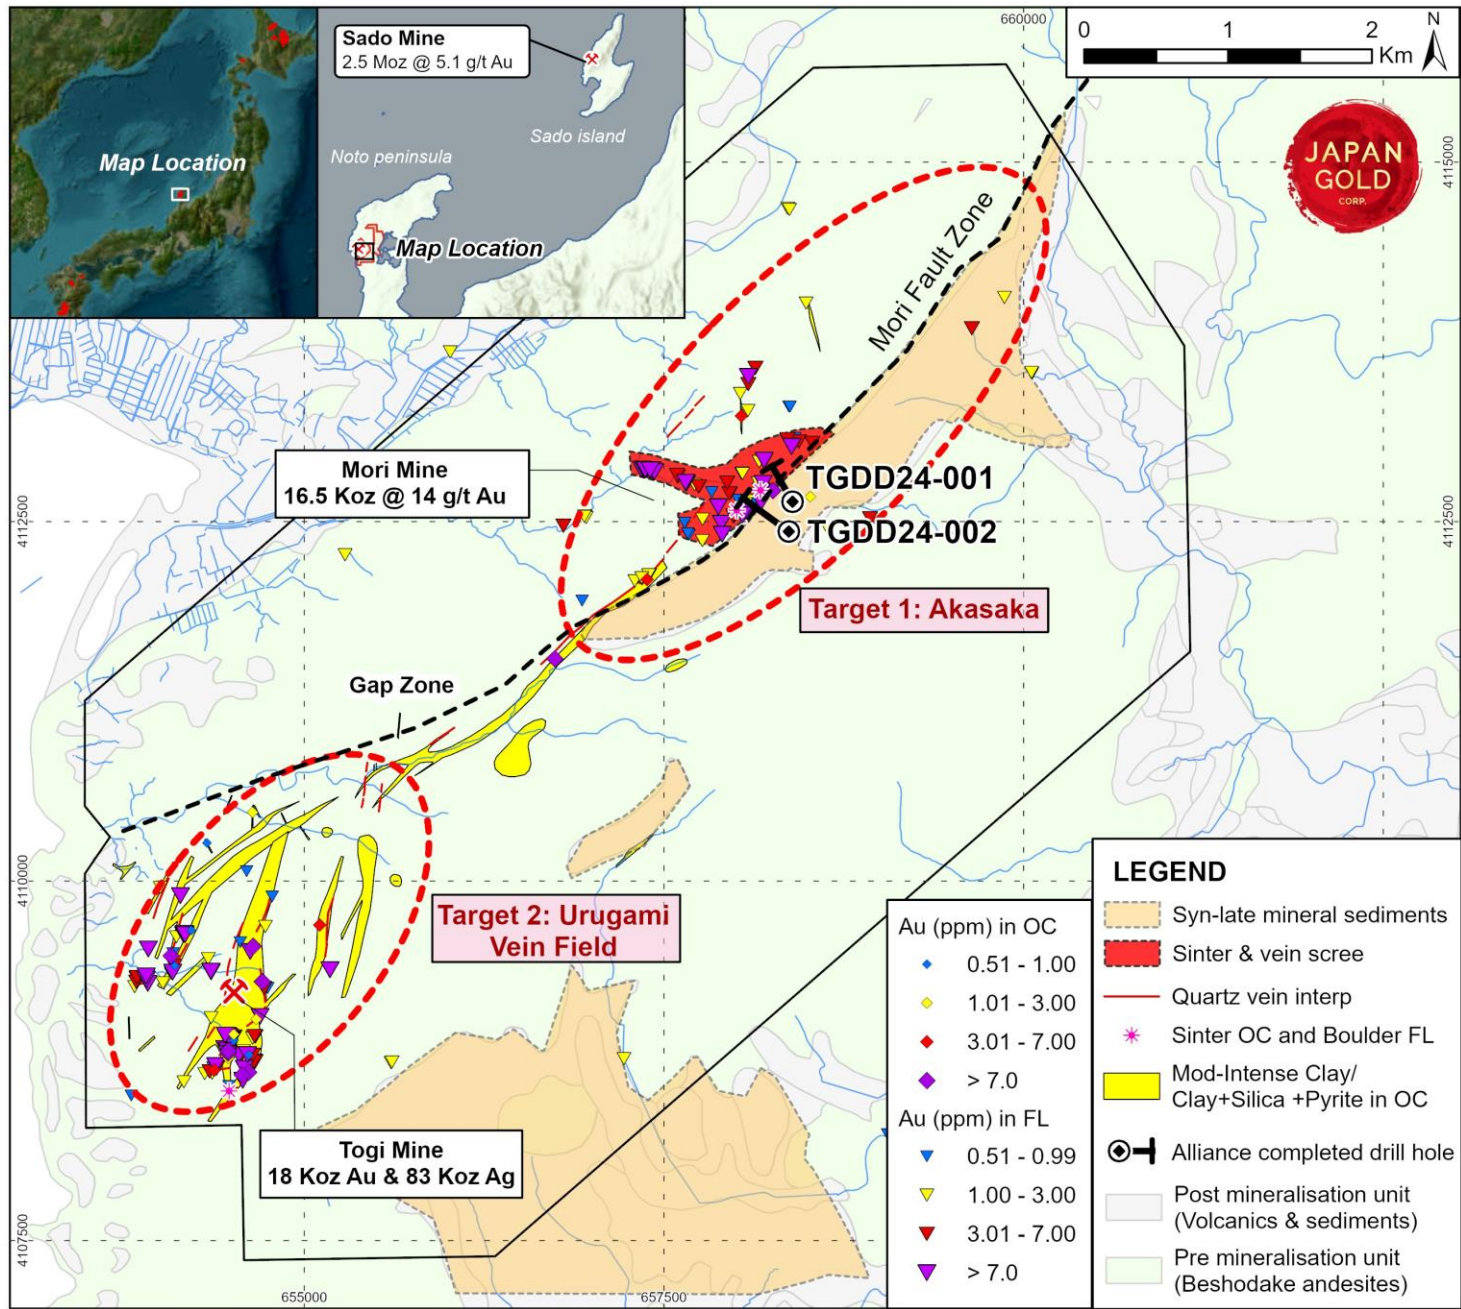 Sado Mine
2.5 Moz @ 5.1 g/t Au
Sado island
Noto peninsula
Map Location
Map Location
660000
0 1 2
Km
N
JAPAN
GOLD
CORP.
4115000
Mori Fault Zone
Mori Mine
16.5 Koz @ 14 g/t Au
TGDD24-001
TGDD24-002
4112500
4112500
Target 1: Akasaka
Gap Zone
4110000
Target 2: Urugami
Vein Field
Togi Mine
18 Koz Au & 83 Koz Ag
4107500
655000
657500
Au (ppm) in OC
0.51 - 1.00
1.01 - 3.00
3.01 - 7.00
> 7.0
Au (ppm) in FL
0.51 - 0.99
1.00 - 3.00
3.01 - 7.00
> 7.0
LEGEND
Syn-late mineral sediments
Sinter & vein scree
Quartz vein interp
Sinter OC and Boulder FL
Mod-Intense Clay/
Clay+Silica +Pyrite in OC
Alliance completed drill hole
Post mineralisation unit
(Volcanics & sediments)
Pre mineralisation unit
(Beshodake andesites)